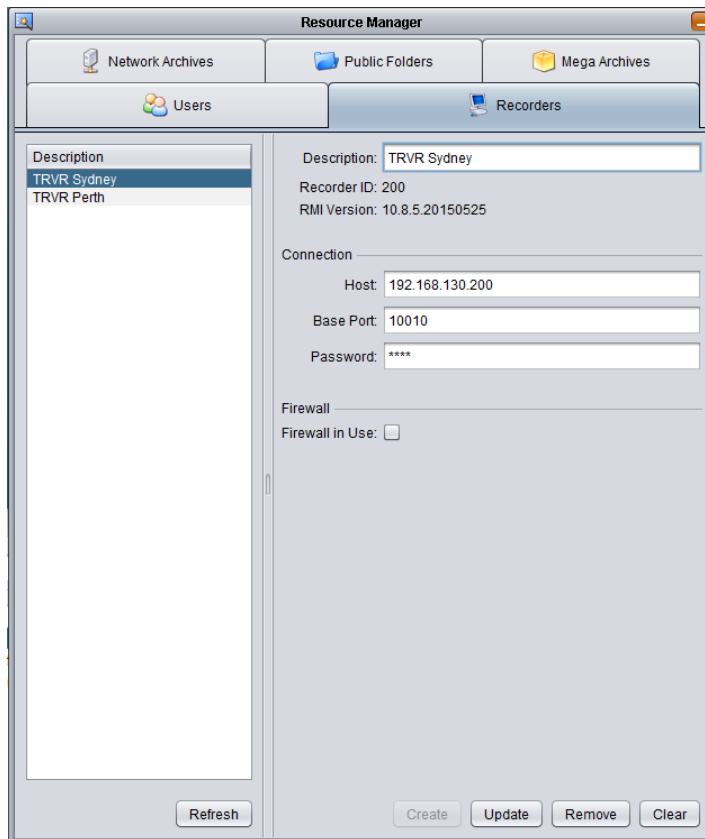 Resource Manager
Network Archives
Public Folders
Mega Archives
Users
Recorders
Description
TRVR Sydney
TRVR Perth
Description: TRVR Sydney
Recorder ID: 200
RMI Version: 10.8.5.20150525
Connection
Host: 192.168.130.200
Base Port: 10010
Password: ****
Firewall
Firewall in Use:
Refresh
Create
Update
Remove
Clear